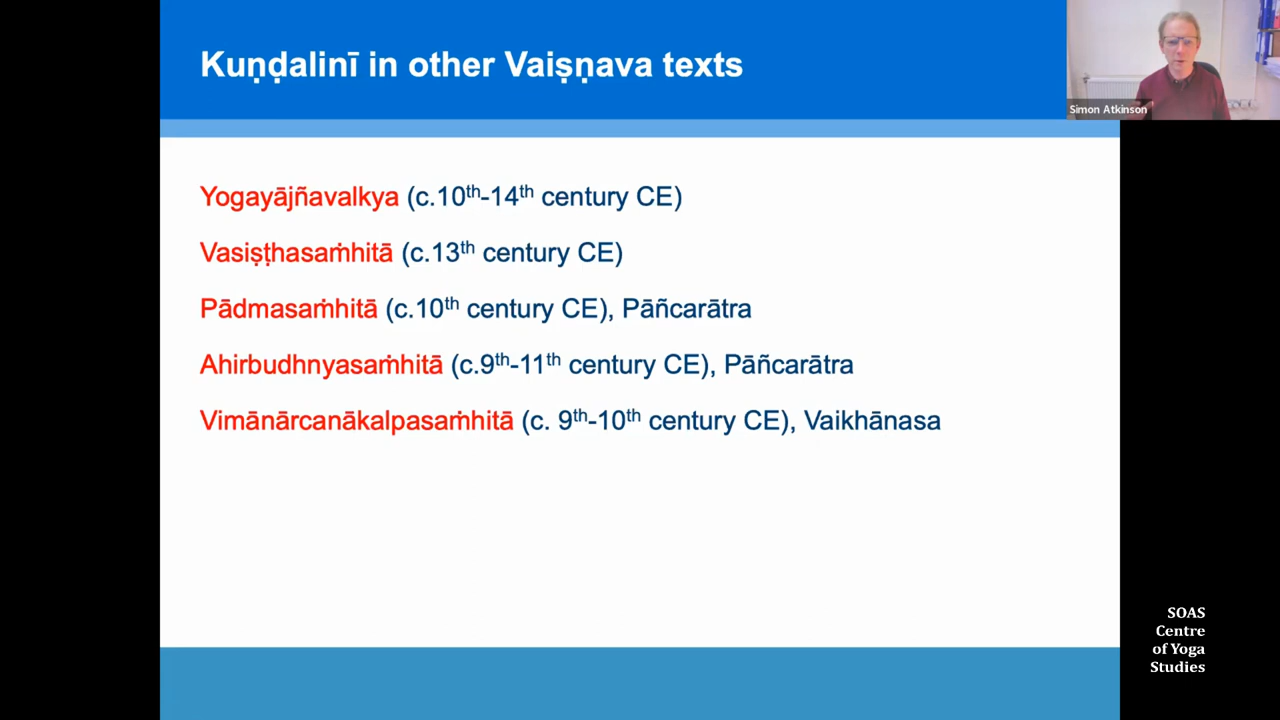 Kuṇḍalinī in other Vaiṣṇava texts
Simon Atkinson
Yogayājñavalkya (c.10th-14th century CE)
Vasiṣṭhasaṁhitā (c.13th century CE)
Pādmasaṁhitā (c.10th century CE), Pāñcarātra
Ahirbudhnyasaṁhitā (c.9th-11th century CE), Pāñcarātra
Vimānārcanākalpasaṁhitā (c. 9th-10th century CE), Vaikhānasa
SOAS
Centre
of Yoga
Studies